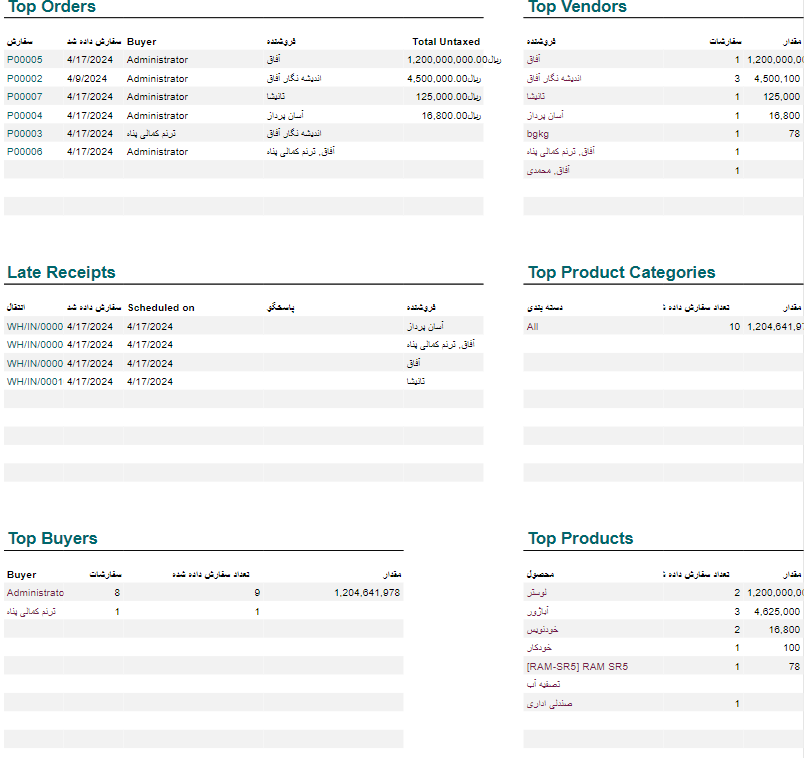 Top Orders
سفارش سفارش داده شد Buyer فروشنده Total Untaxed
P00005 4/17/2024 Administrator آفاق 1,200,000,000.00ریال
P00002 4/9/2024 Administrator اندیشه نگار آفاق 4,500,000.00ریال
P00007 4/17/2024 Administrator تانیشا 125,000.00ریال
P00004 4/17/2024 Administrator آسان پرداز 16,800.00ریال
P00003 4/17/2024 ترنم کمالی پناه اندیشه نگار آفاق
P00006 4/17/2024 Administrator آفاق, ترنم کمالی پناه
Top Vendors
فروشنده سفارشات مقدار
آفاق 1 1,200,000,0
اندیشه نگار آفاق 3 4,500,100
تانیشا 1 125,000
آسان پرداز 1 16,800
bgkg 1 78
آفاق, ترنم کمالی پناه 1
آفاق, محمدی 1
Late Receipts
انتقال سفارش داده شد Scheduled on پاسخگو فروشنده
WH/IN/0000 4/17/2024 4/17/2024 آسان پرداز
WH/IN/0000 4/17/2024 4/17/2024 آفاق, ترنم کمالی پناه
WH/IN/0000 4/17/2024 4/17/2024 آفاق
WH/IN/0001 4/17/2024 4/17/2024 تانیشا
Top Product Categories
دسته بندی تعداد سفارش داده مقدار
All 10 1,204,641,9
Top Buyers
Buyer سفارشات تعداد سفارش داده شده مقدار
Administrato 8 9 1,204,641,978
ترنم کمالی پناه 1 1
Top Products
محصول تعداد سفارش داده مقدار
لوستر 2 1,200,000,0
آباژور 3 4,625,000
خودنویس 2 16,800
خودکار 1 100
[RAM-SR5] RAM SR5 1 78
تصفیه آب
صندلی اداری 1